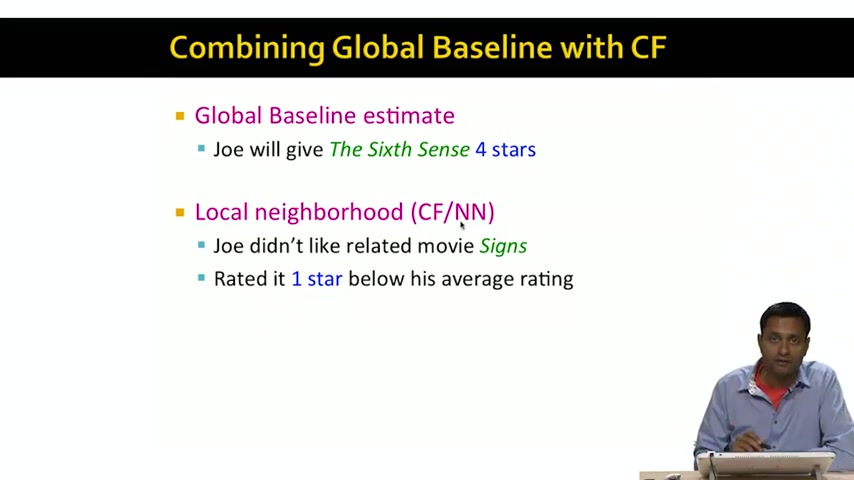 Combining Global Baseline with CF
Global Baseline estimate
Joe will give The Sixth Sense 4 stars
Local neighborhood (CF/NN)
Joe didn't like related movie Signs
Rated it 1 star below his average rating